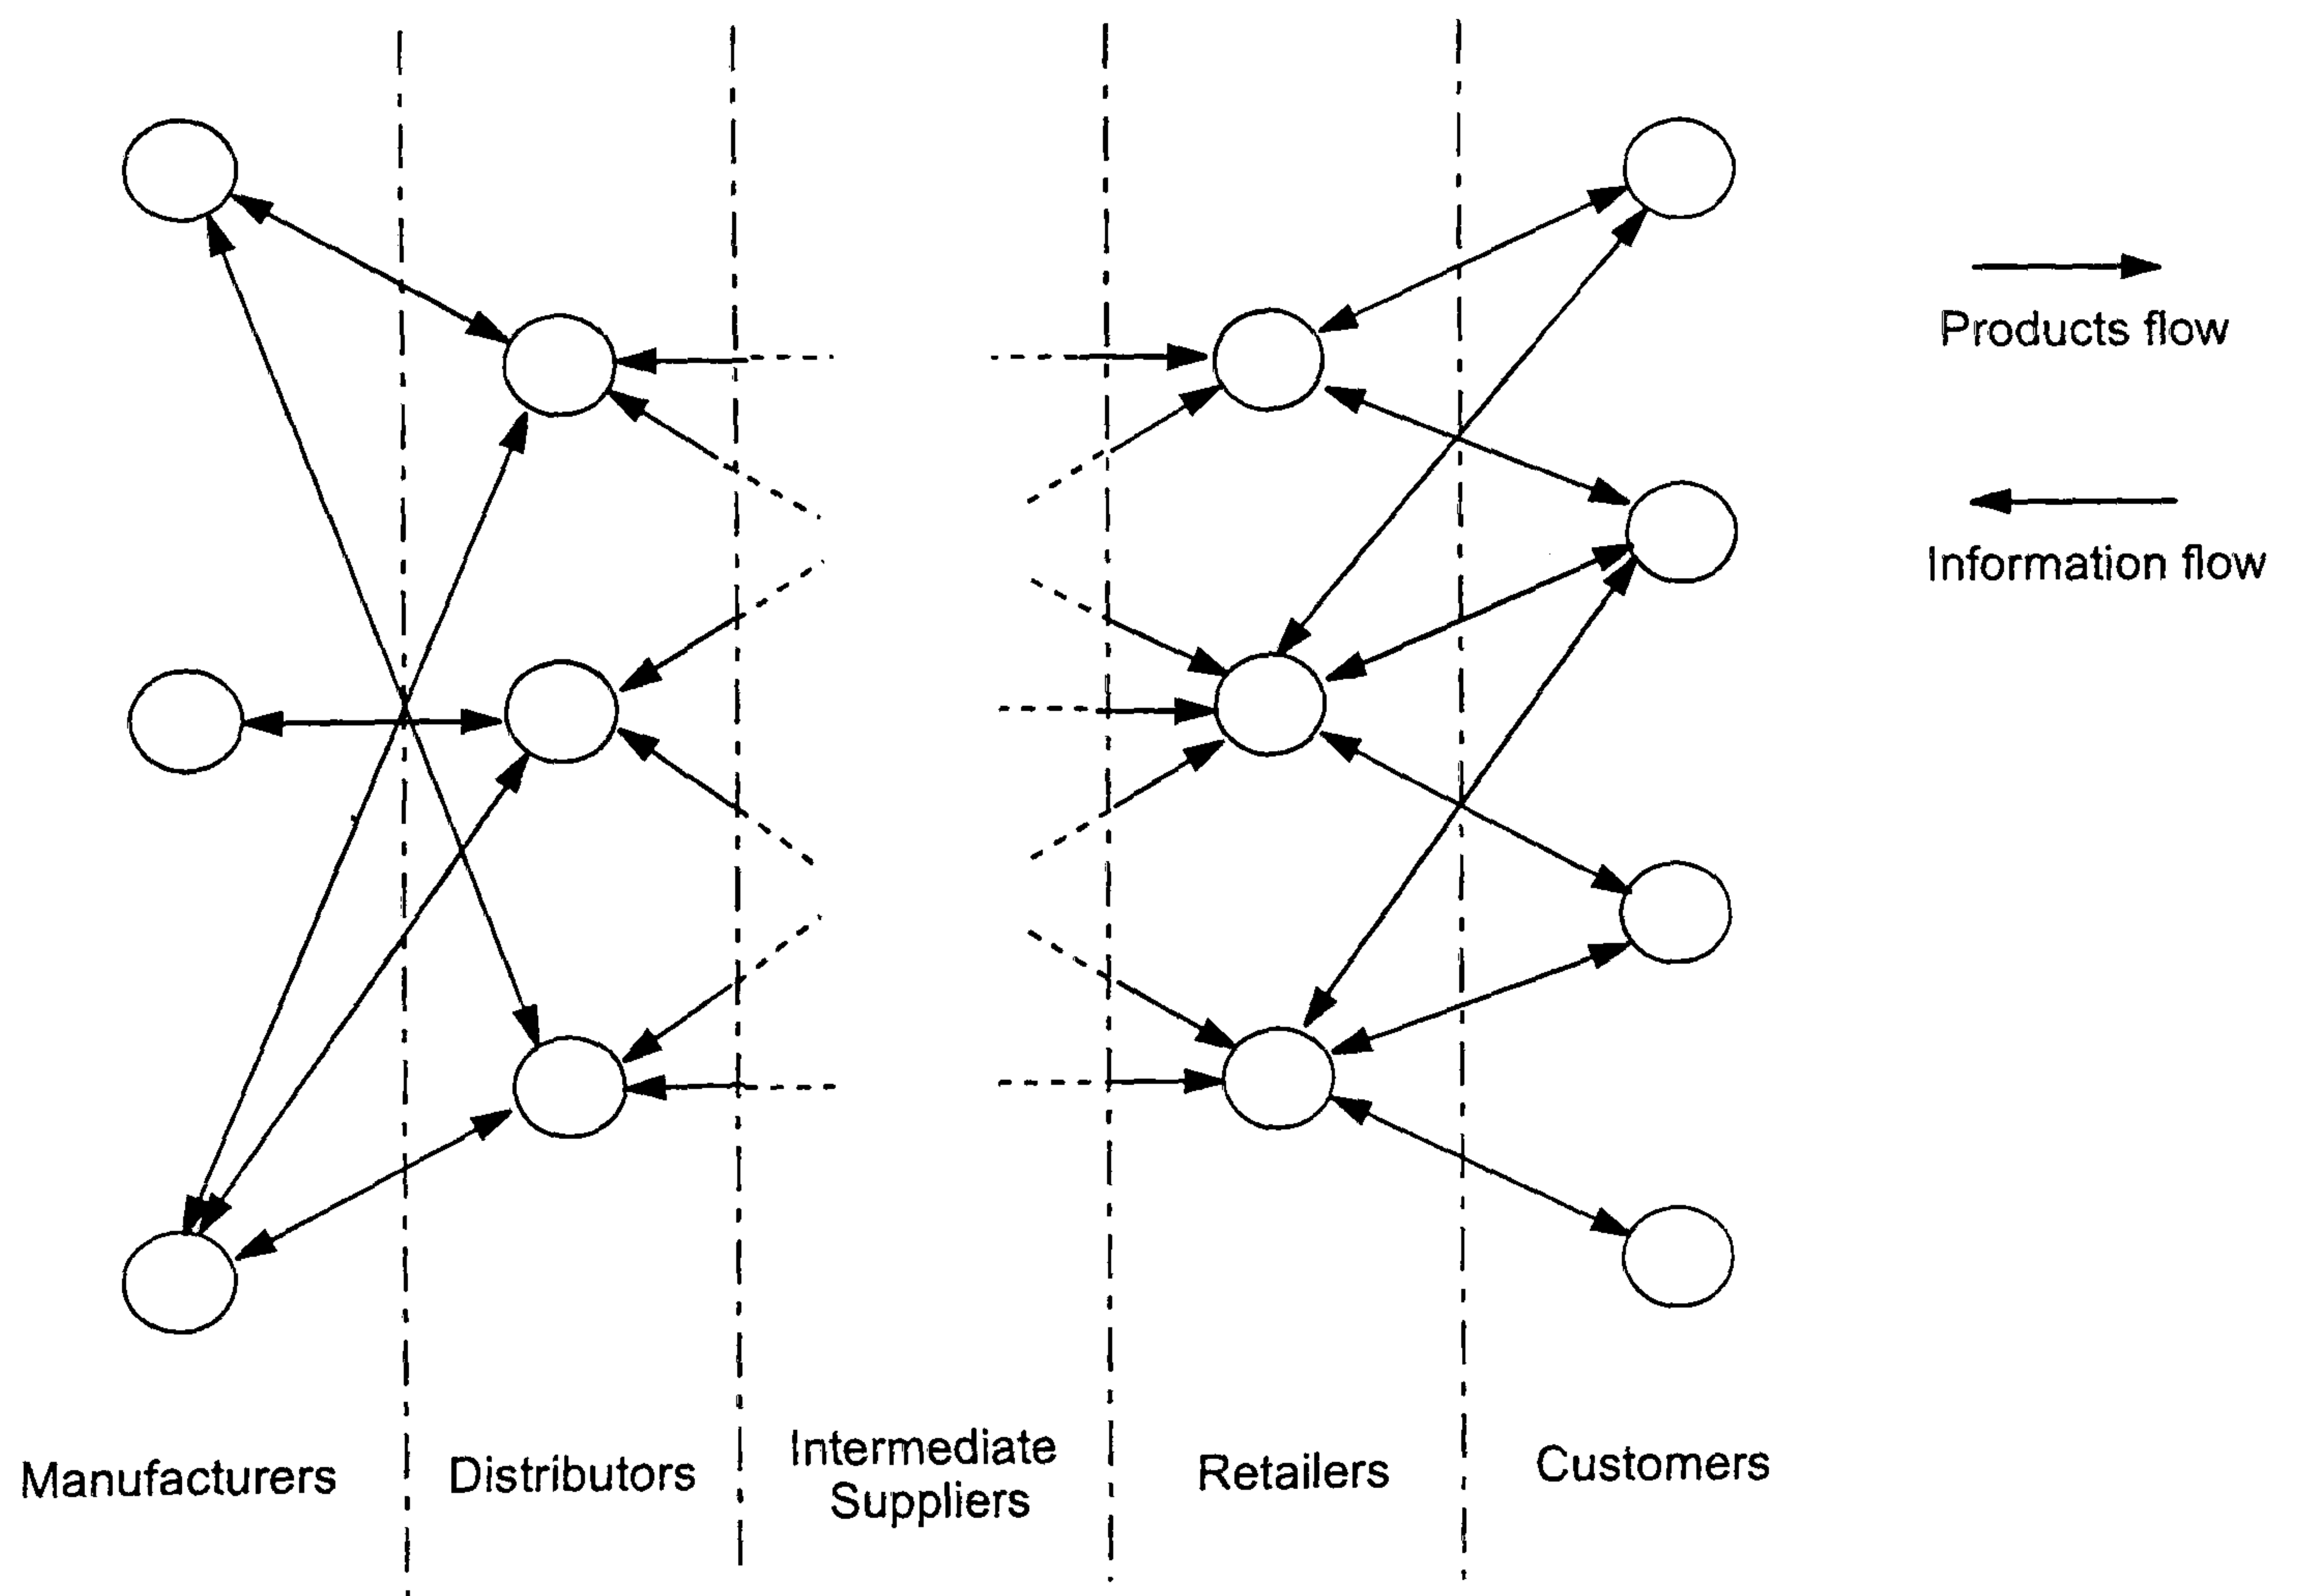 Products flow
Information flow
Manufacturers
Distributors
Intermediate
Suppliers
Retailers
Customers